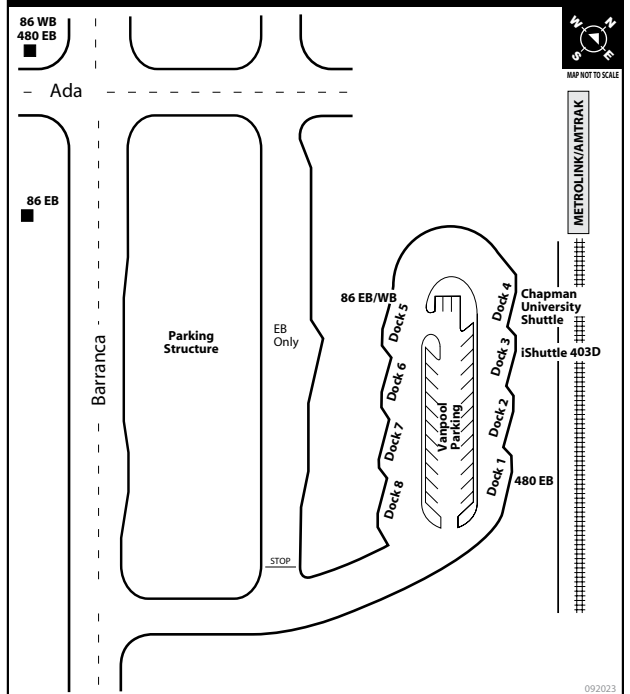 86 WB
480 EB
N
W
E
S
MAP NOT TO SCALE
Ada
METROLINK/AMTRAK
86 EB
86 EB/WB
Dock 4
Chapman
University
Shuttle
Dock 5
EB
Only
Parking
Structure
Barranca
Dock 3
iShuttle 403D
Dock 6
Dock 2
Vanpool
Parking
Dock 7
Dock 1
480 EB
Dock 8
STOP
092023